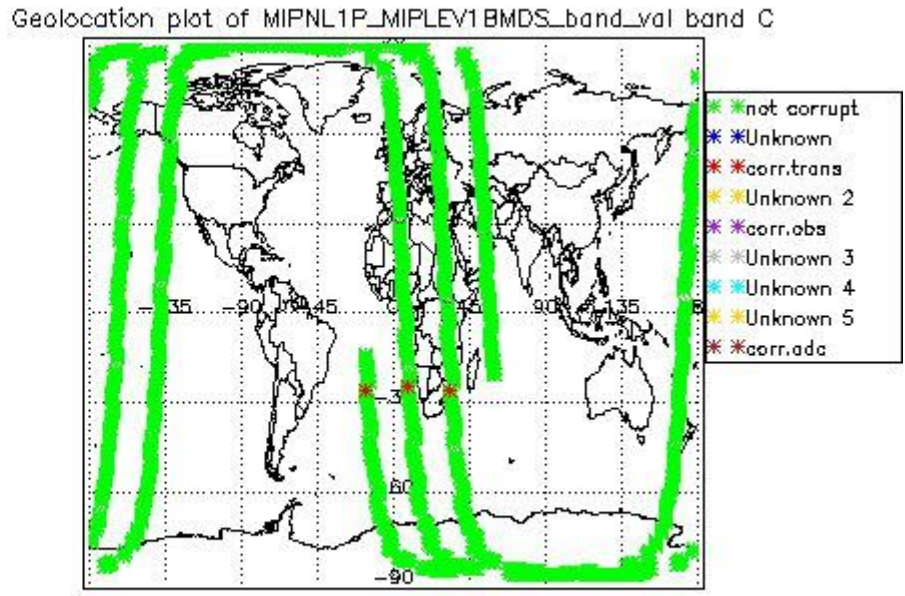 Geolocation plot of MIPNL1P_MIPLEV1BMDS_band_val band C
not corrupt
Unknown
corr.trans
Unknown 2
corr.obs
Unknown 3
Unknown 4
Unknown 5
corr.adc
-135 -90 45 90 135
-3
60
-90